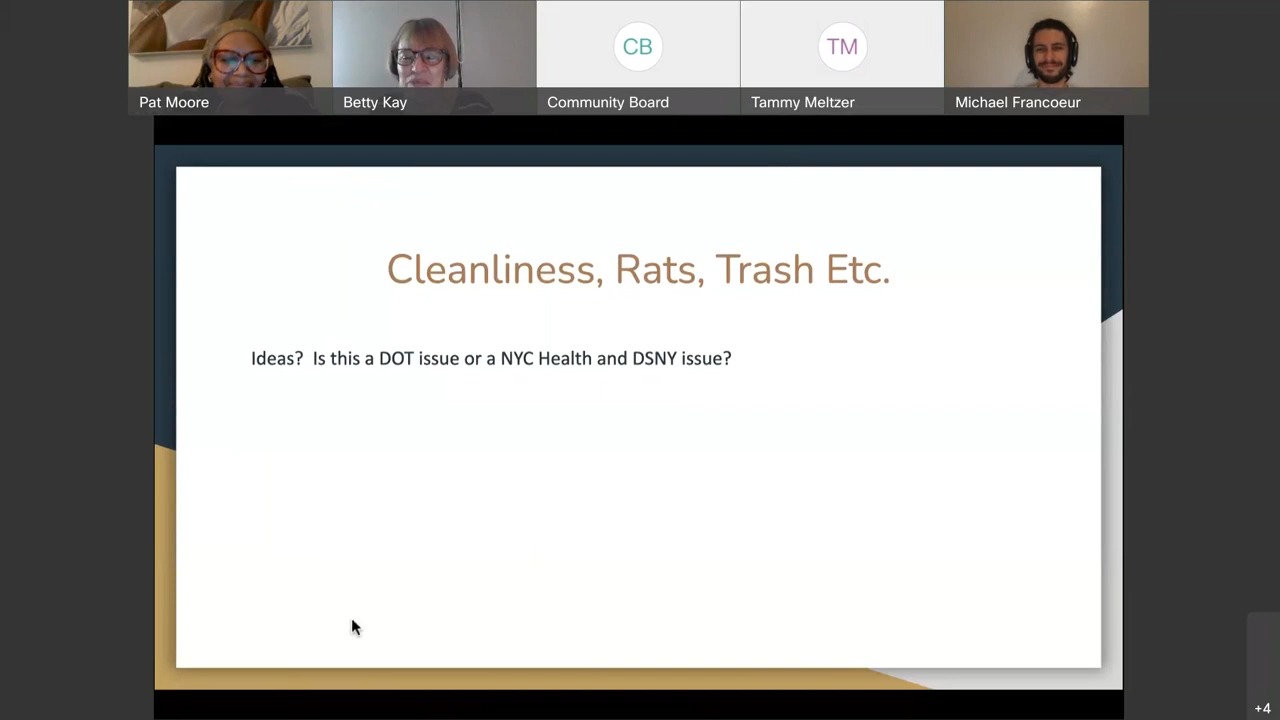 CB
TM
Pat Moore
Betty Kay
Community Board
Tammy Meltzer
Michael Francoeur
Cleanliness, Rats, Trash Etc.
Ideas?  Is this a DOT issue or a NYC Health and DSNY issue?
+4